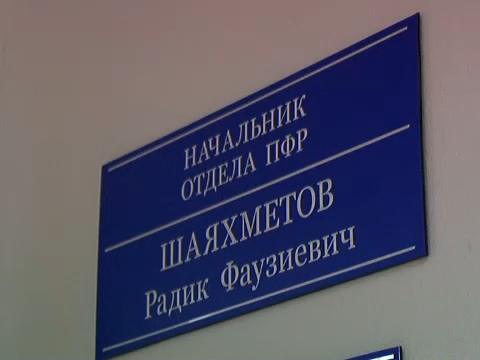 НАЧАЛЬНИК
ОТДЕЛА ПФР
ШАЯХМЕТОВ
Радик Фаузиевич